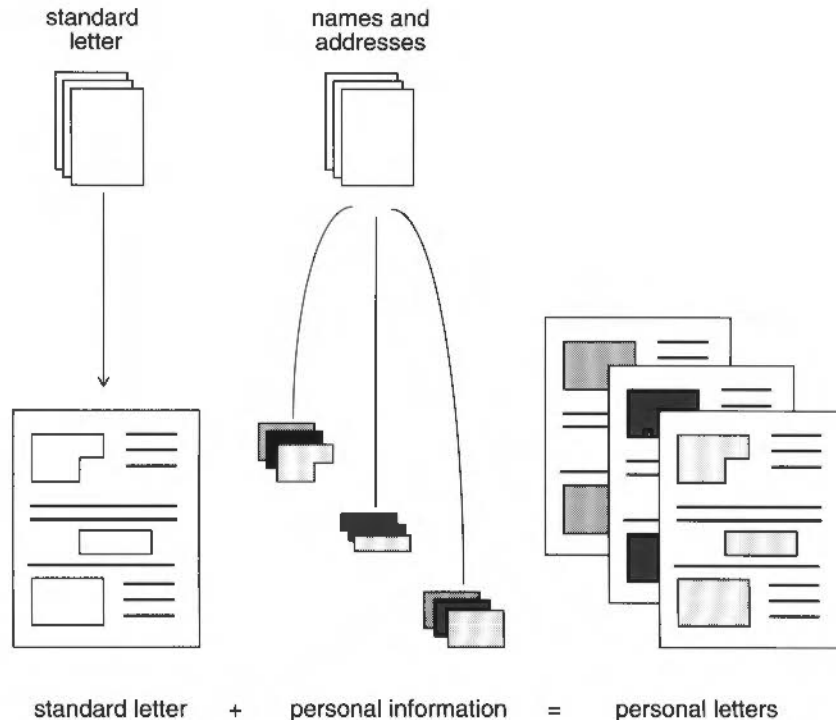 standard
letter
names and
addresses
standard letter + personal information = personal letters